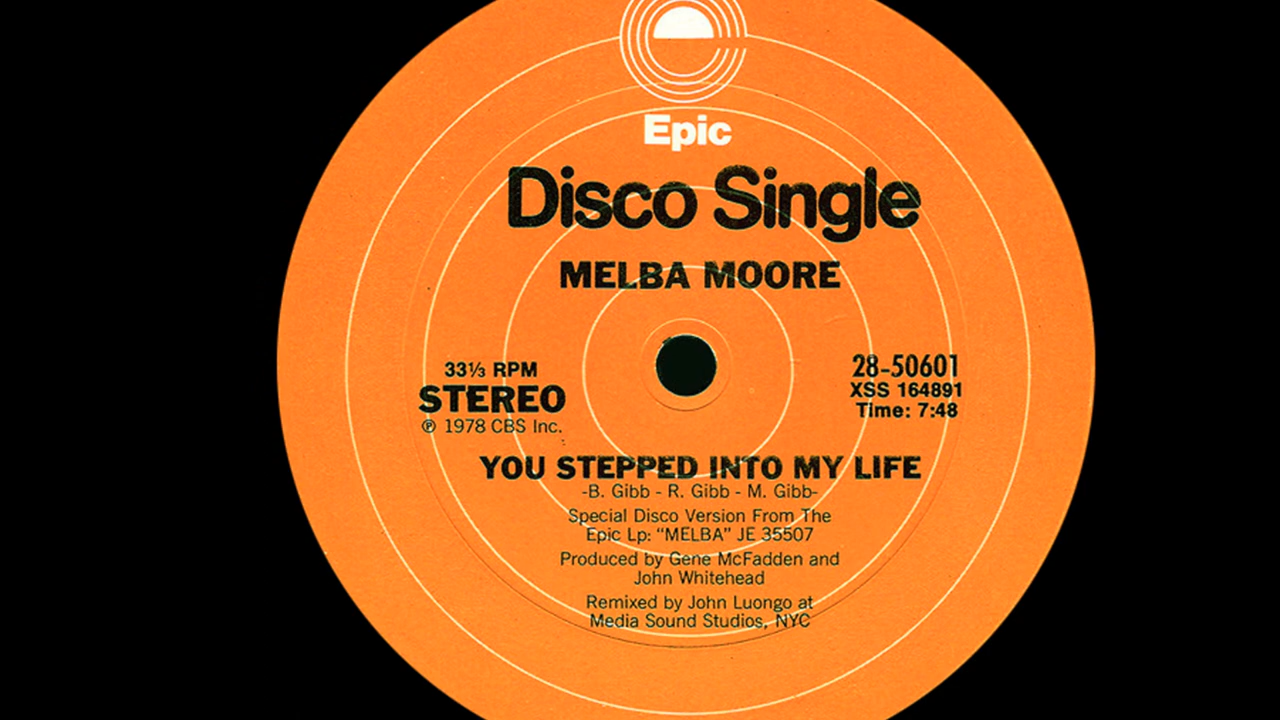 Epic
Disco Single
MELBA MOORE
33⅓ RPM
STEREO
℗ 1978 CBS Inc.
28-50601
XSS 164891
Time: 7:48
YOU STEPPED INTO MY LIFE
-B. Gibb - R. Gibb - M. Gibb-
Special Disco Version From The
Epic Lp: “MELBA” JE 35507
Produced by Gene McFadden and
John Whitehead
Remixed by John Luongo at
Media Sound Studios, NYC